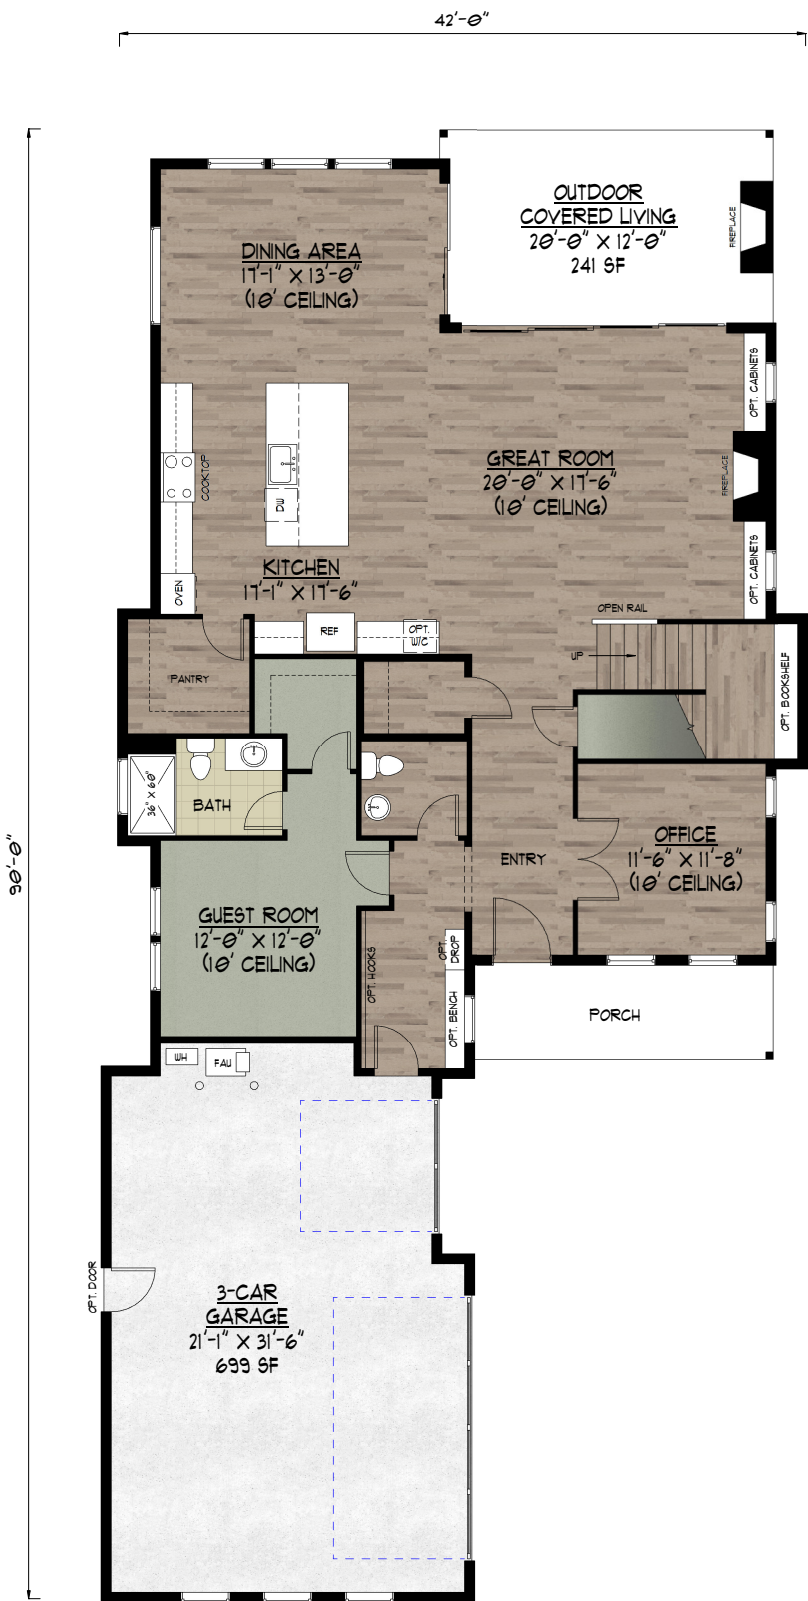 42'-0"
OUTDOOR
COVERED LIVING
20'-0" X 12'-0"
241 SF
FIREPLACE
DINING AREA
17'-1" X 13'-0"
(10' CEILING)
OPT. CABINETS
COOKTOP
GREAT ROOM
20'-0" X 17'-6"
(10' CEILING)
FIREPLACE
DW
KITCHEN
17'-1" X 17'-6"
OVEN
OPT. CABINETS
OPEN RAIL
REF
OPT.
W/C
UP
PANTRY
OPT. BOOKSHELF
36" X 60"
BATH
OFFICE
11'-6" X 11'-8"
(10' CEILING)
ENTRY
90'-0"
GUEST ROOM
12'-0" X 12'-0"
(10' CEILING)
OPT. HOOKS
OPT.
DROP
OPT. BENCH
PORCH
WH
FAU
OPT. DOOR
3-CAR
GARAGE
21'-1" X 31'-6"
699 SF